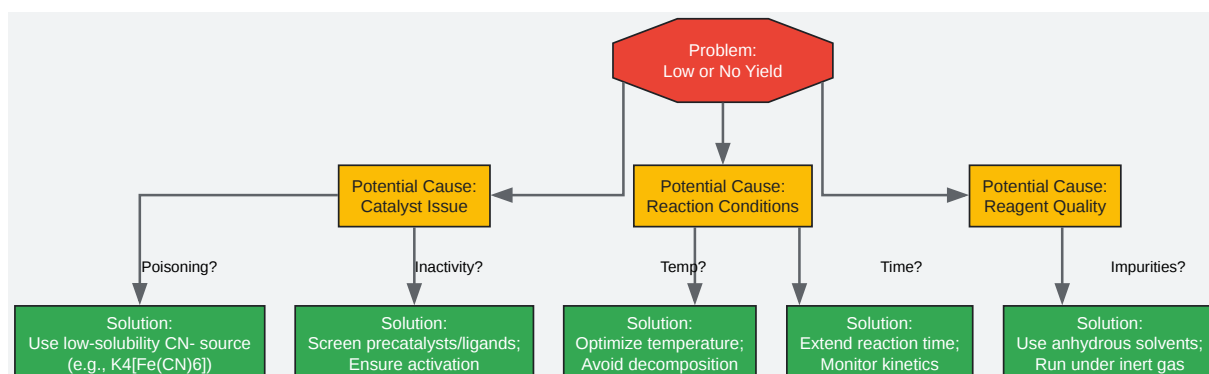 Problem:
Low or No Yield
Potential Cause:
Catalyst Issue
Potential Cause:
Reaction Conditions
Potential Cause:
Reagent Quality
Poisoning?
Inactivity?
Temp?
Time?
Impurities?
Solution:
Use low-solubility CN- source
(e.g., K4[Fe(CN)6])
Solution:
Screen precatalysts/ligands;
Ensure activation
Solution:
Optimize temperature;
Avoid decomposition
Solution:
Extend reaction time;
Monitor kinetics
Solution:
Use anhydrous solvents;
Run under inert gas